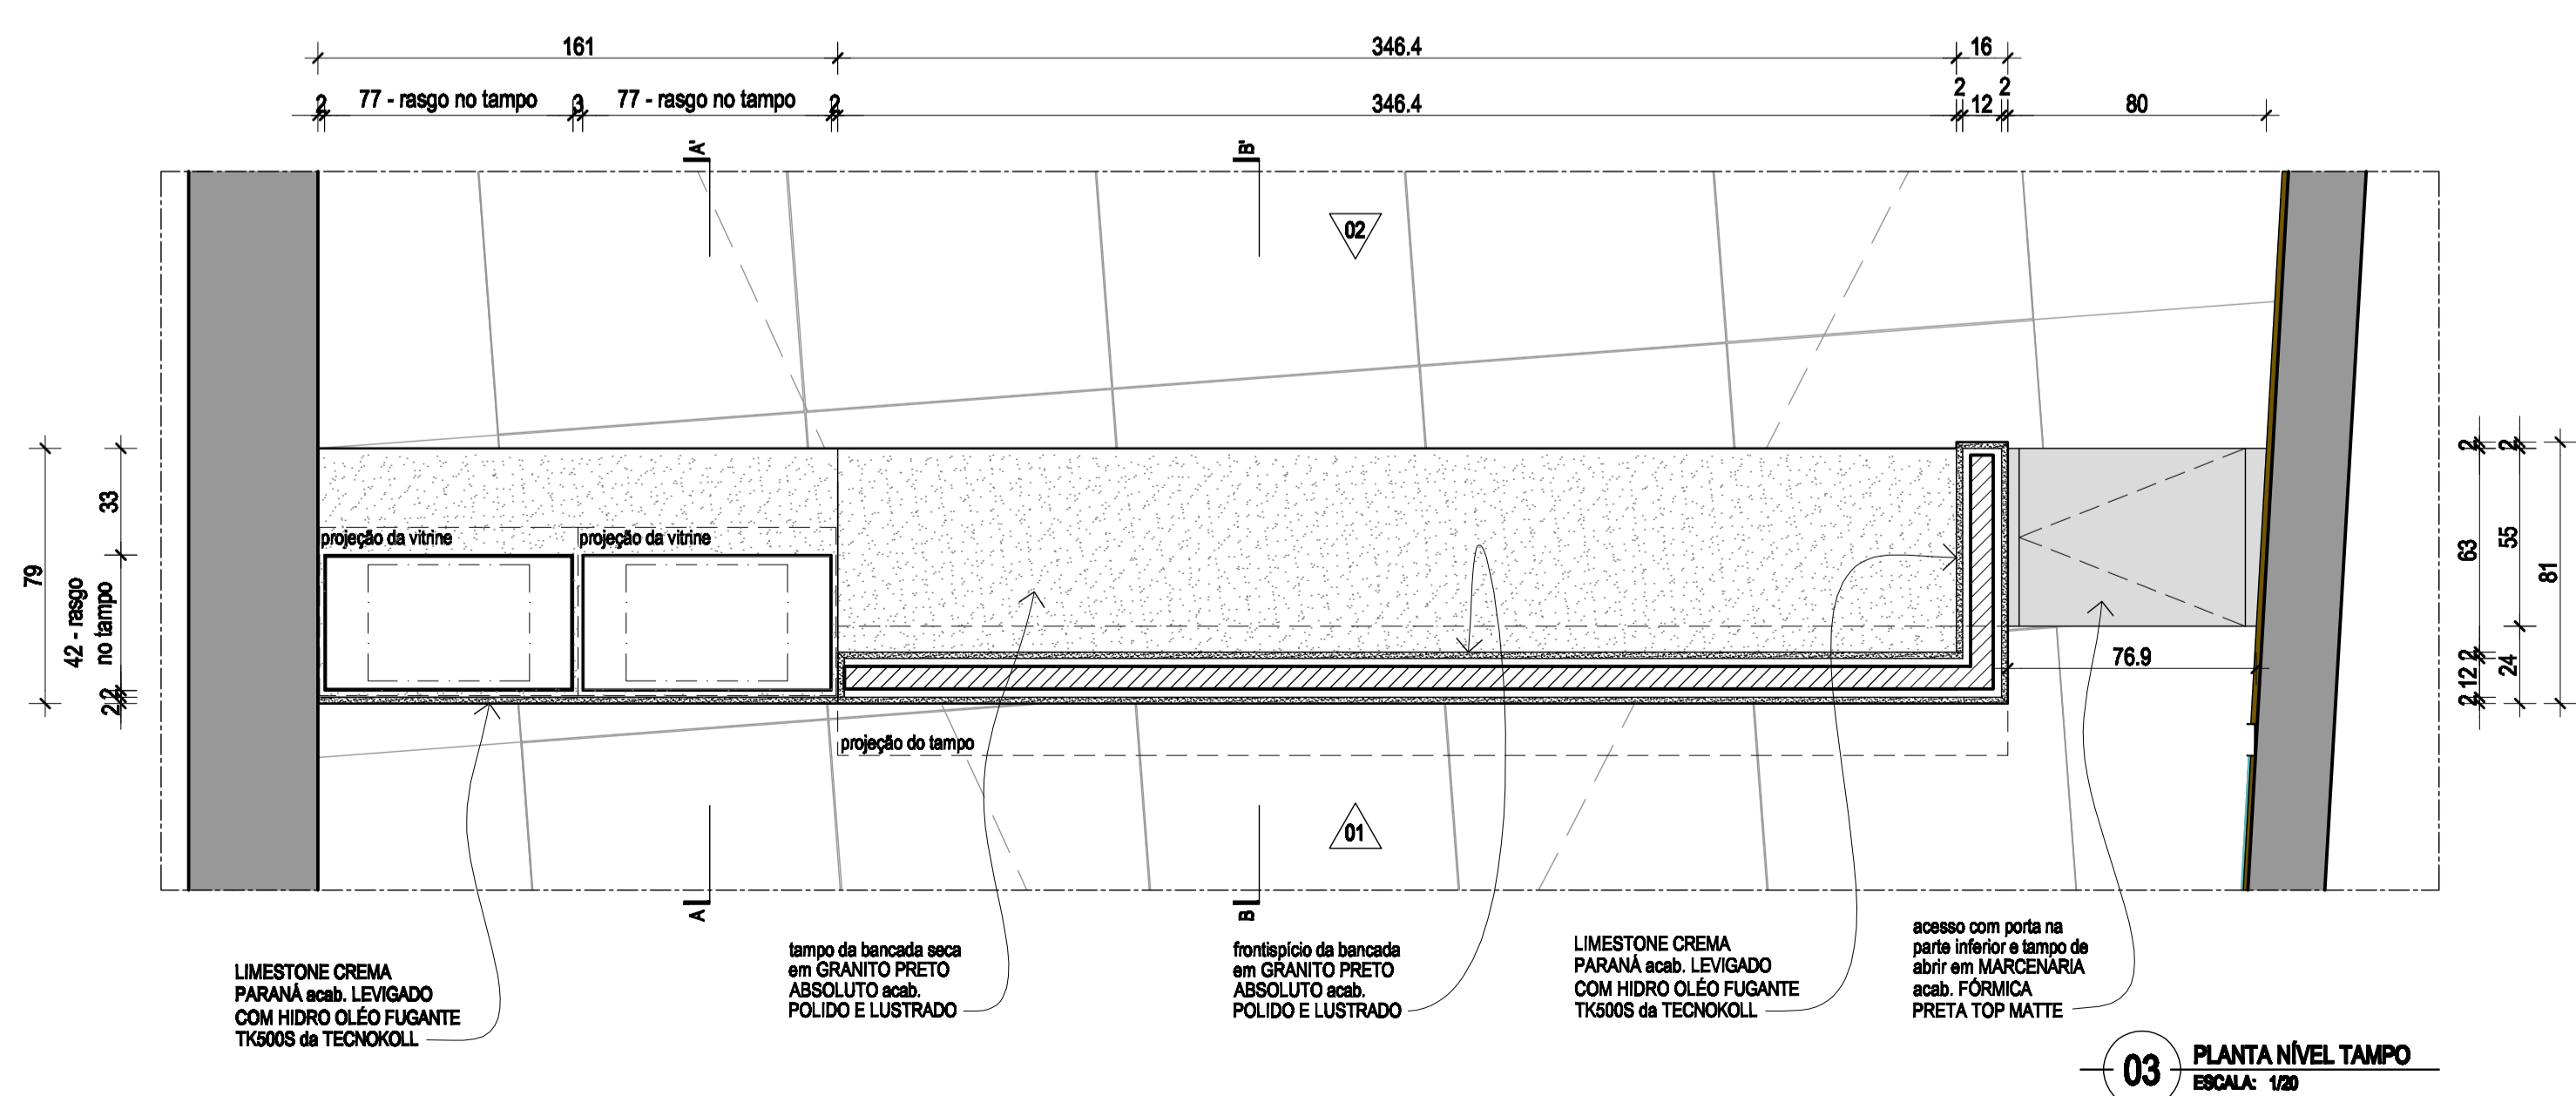 161
346.4
16
2
77 - rasgo no tampo
3
77 - rasgo no tampo
2
346.4
2
12
2
80
A'
B'
02
79
33
42 - rasgo
no tampo
2
2
projeção da vitrine
projeção da vitrine
2
63
2
12
2
2
55
24
81
76.9
projeção do tampo
01
A
B
LIMESTONE CREMA
PARANÁ acab. LEVIGADO
COM HIDRO OLÉO FUGANTE
TK500S da TECNOKOLL
tampo da bancada seca
em GRANITO PRETO
ABSOLUTO acab.
POLIDO E LUSTRADO
frontispício da bancada
em GRANITO PRETO
ABSOLUTO acab.
POLIDO E LUSTRADO
LIMESTONE CREMA
PARANÁ acab. LEVIGADO
COM HIDRO OLÉO FUGANTE
TK500S da TECNOKOLL
acesso com porta na
parte inferior e tampo de
abrir em MARCENARIA
acab. FÓRMICA
PRETA TOP MATTE
03
PLANTA NÍVEL TAMPO
ESCALA: 1/20